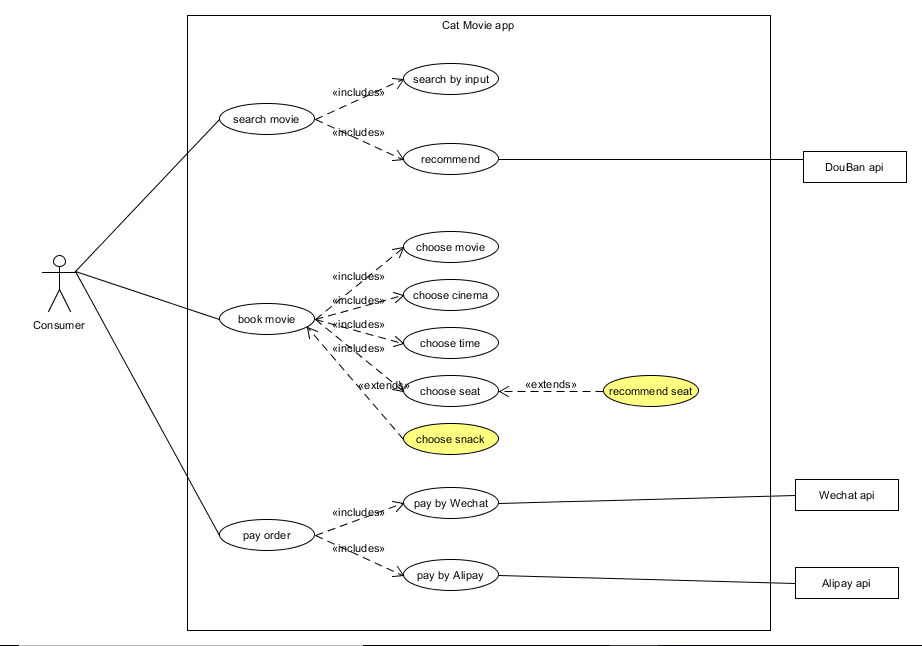 Cat Movie app
search by input
«includes»
search movie
«includes»
recommend
DouBan api
choose movie
«includes»
choose cinema
«includes»
Consumer
book movie
«includes»
choose time
«includes»
choose seat
«extends»
«extends»
recommend seat
choose snack
Wechat api
pay by Wechat
«includes»
pay order
«includes»
pay by Alipay
Alipay api